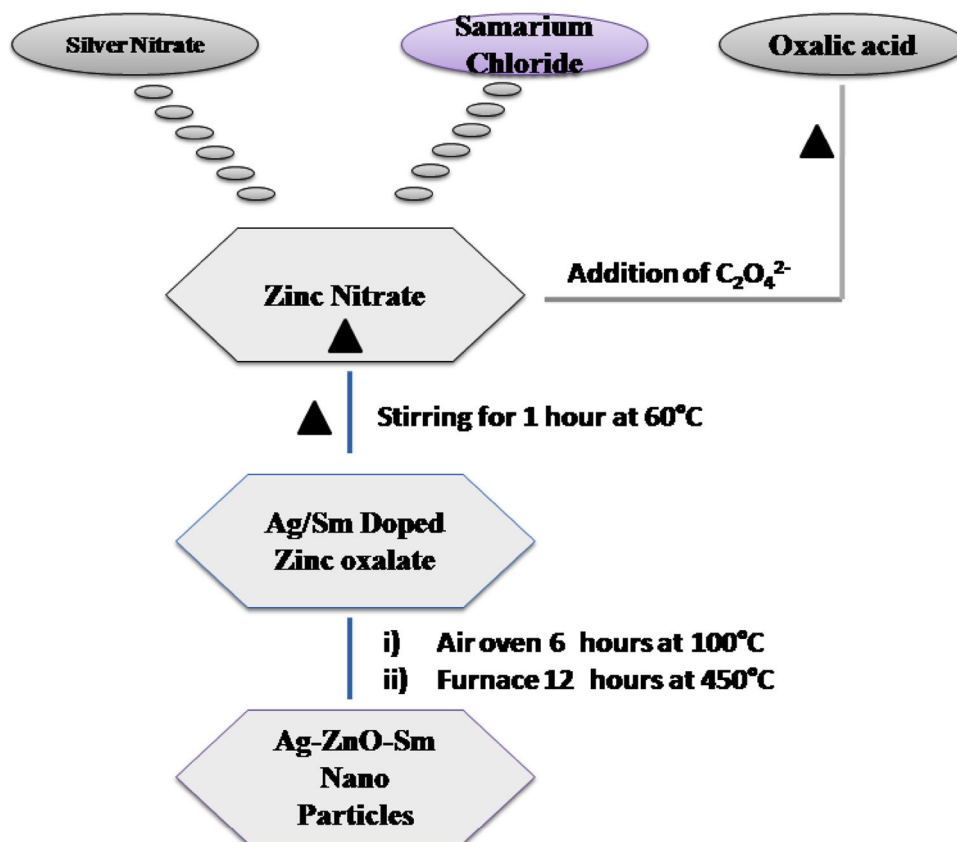 Silver Nitrate
Samarium
Chloride
Oxalic acid
Zinc Nitrate
Addition of C₂O₄²⁻
Stirring for 1 hour at 60°C
Ag/Sm Doped
Zinc oxalate
i) Air oven 6 hours at 100°C
ii) Furnace 12 hours at 450°C
Ag-ZnO-Sm
Nano
Particles